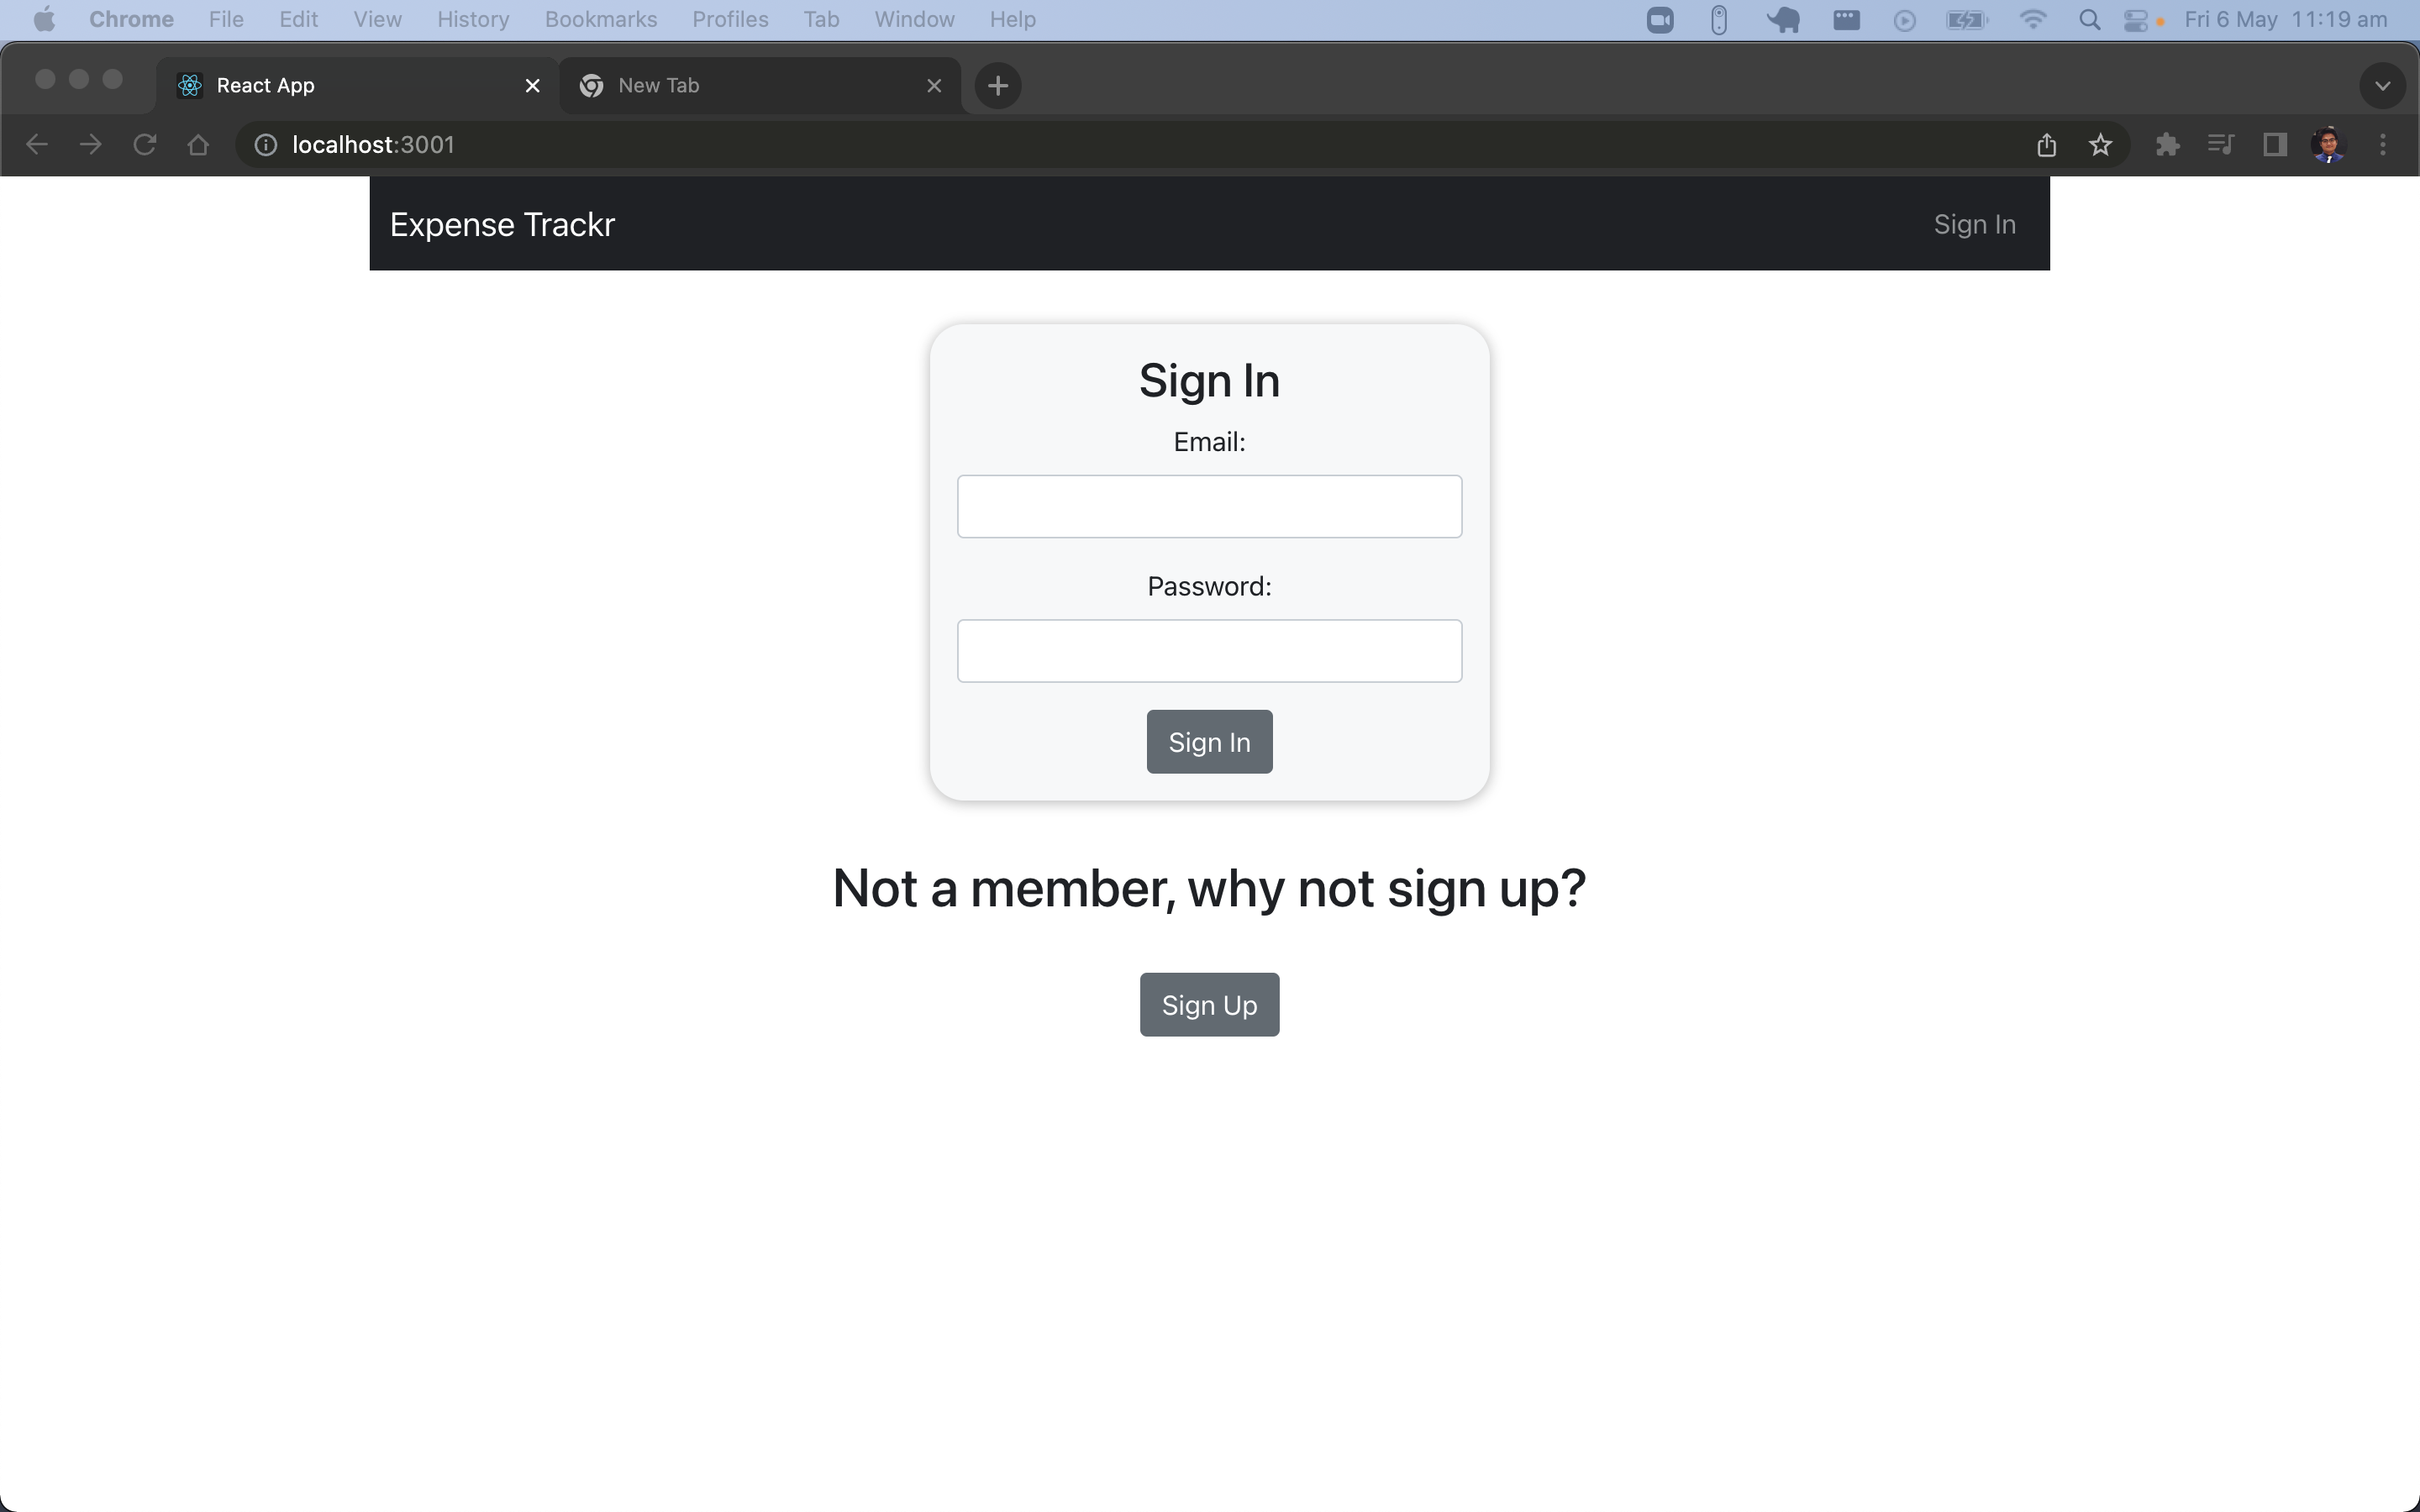 Chrome File Edit View History Bookmarks Profiles Tab Window Help Fri 6 May 11:19 am
React App New Tab
localhost:3001
Expense Trackr Sign In
Sign In
Email:
Password:
Sign In
Not a member, why not sign up?
Sign Up